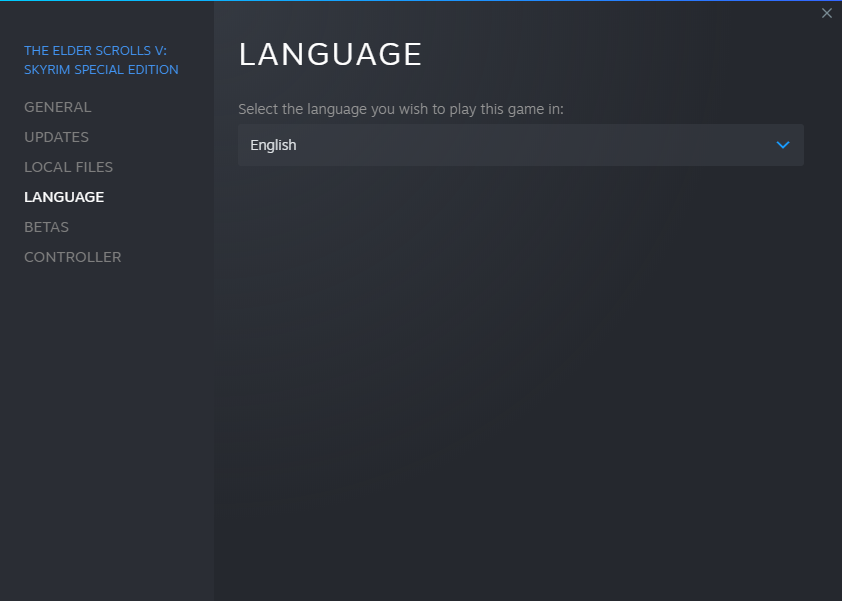 THE ELDER SCROLLS V:
SKYRIM SPECIAL EDITION
GENERAL
UPDATES
LOCAL FILES
LANGUAGE
BETAS
CONTROLLER
LANGUAGE
Select the language you wish to play this game in:
English